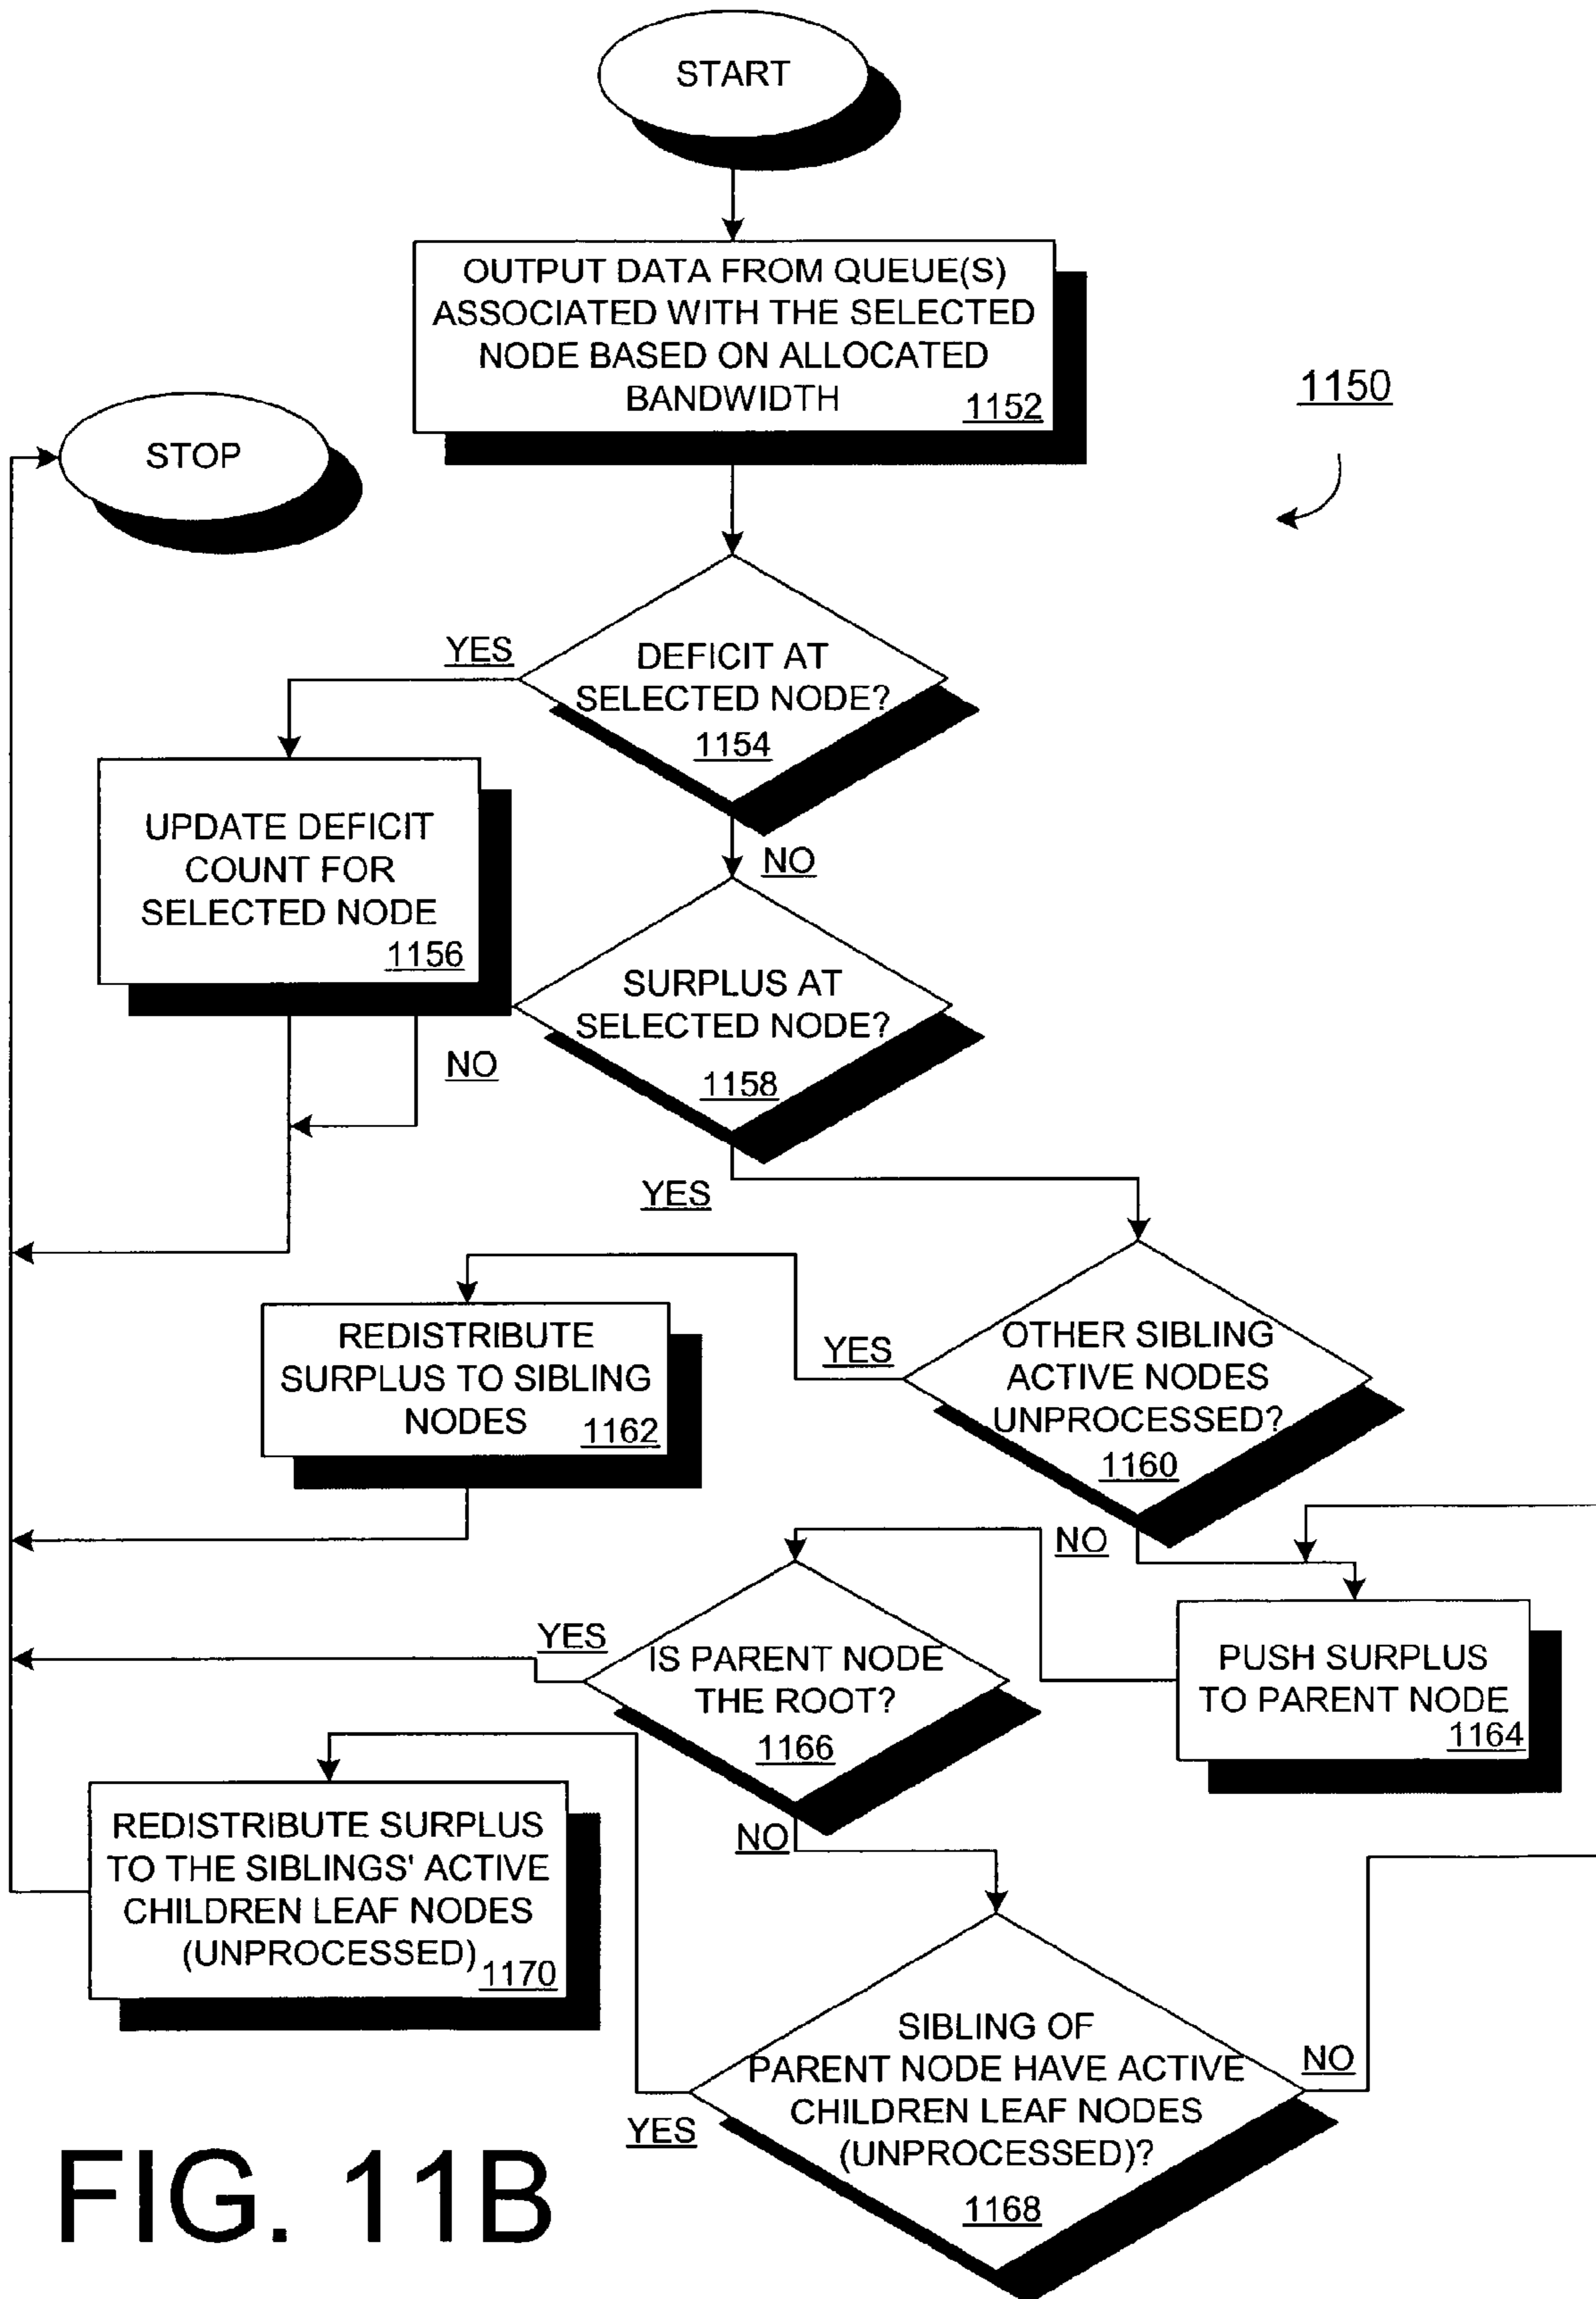 START
OUTPUT DATA FROM QUEUE(S)
ASSOCIATED WITH THE SELECTED
NODE BASED ON ALLOCATED
BANDWIDTH
1152
1150
STOP
YES
DEFICIT AT
SELECTED NODE?
1154
UPDATE DEFICIT
COUNT FOR
SELECTED NODE
1156
NO
SURPLUS AT
SELECTED NODE?
1158
NO
YES
REDISTRIBUTE
SURPLUS TO SIBLING
NODES
1162
YES
OTHER SIBLING
ACTIVE NODES
UNPROCESSED?
1160
NO
YES
IS PARENT NODE
THE ROOT?
1166
PUSH SURPLUS
TO PARENT NODE
1164
REDISTRIBUTE SURPLUS
TO THE SIBLINGS' ACTIVE
CHILDREN LEAF NODES
(UNPROCESSED)
1170
NO
SIBLING OF
PARENT NODE HAVE ACTIVE
CHILDREN LEAF NODES
(UNPROCESSED)?
1168
NO
YES
FIG. 11B